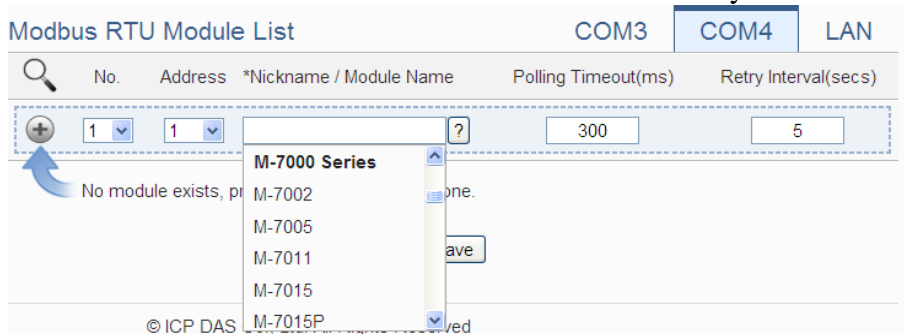 Modbus RTU Module List COM3 COM4 LAN
No. Address *Nickname / Module Name Polling Timeout(ms) Retry Interval(secs)
1 1 ? 300 5
M-7000 Series
No module exists, pr
one.
M-7002
M-7005
ave
M-7011
M-7015
M-7015P
© ICP DAS
ved